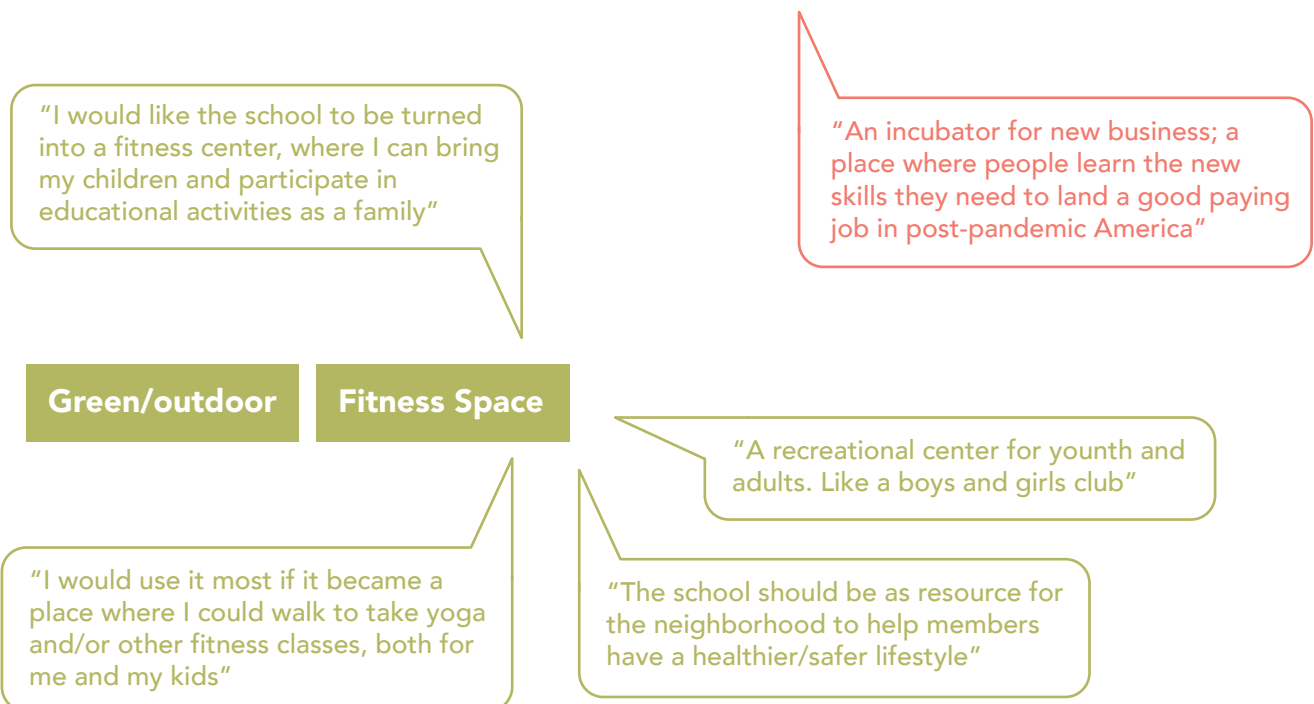 “I would like the school to be turned
into a fitness center, where I can bring
my children and participate in
educational activities as a family”
“An incubator for new business; a
place where people learn the new
skills they need to land a good paying
job in post-pandemic America”
Green/outdoor
Fitness Space
“A recreational center for younth and
adults. Like a boys and girls club”
“I would use it most if it became a
place where I could walk to take yoga
and/or other fitness classes, both for
me and my kids”
“The school should be as resource for
the neighborhood to help members
have a healthier/safer lifestyle”